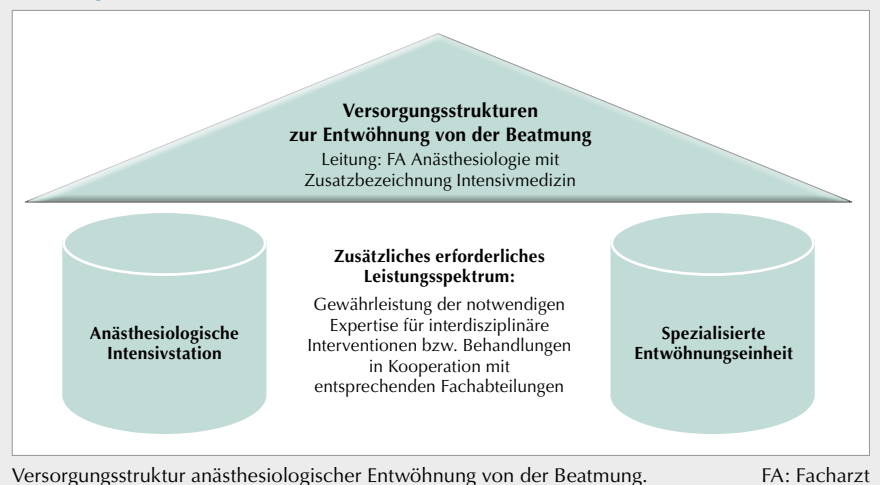 Versorgungsstrukturen
zur Entwöhnung von der Beatmung
Leitung: FA Anästhesiologie mit
Zusatzbezeichnung Intensivmedizin
Anästhesiologische
Intensivstation
Zusätzliches erforderliches
Leistungsspektrum:
Gewährleistung der notwendigen
Expertise für interdisziplinäre
Interventionen bzw. Behandlungen
in Kooperation mit
entsprechenden Fachabteilungen
Spezialisierte
Entwöhnungseinheit
Versorgungsstruktur anästhesiologischer Entwöhnung von der Beatmung. FA: Facharzt